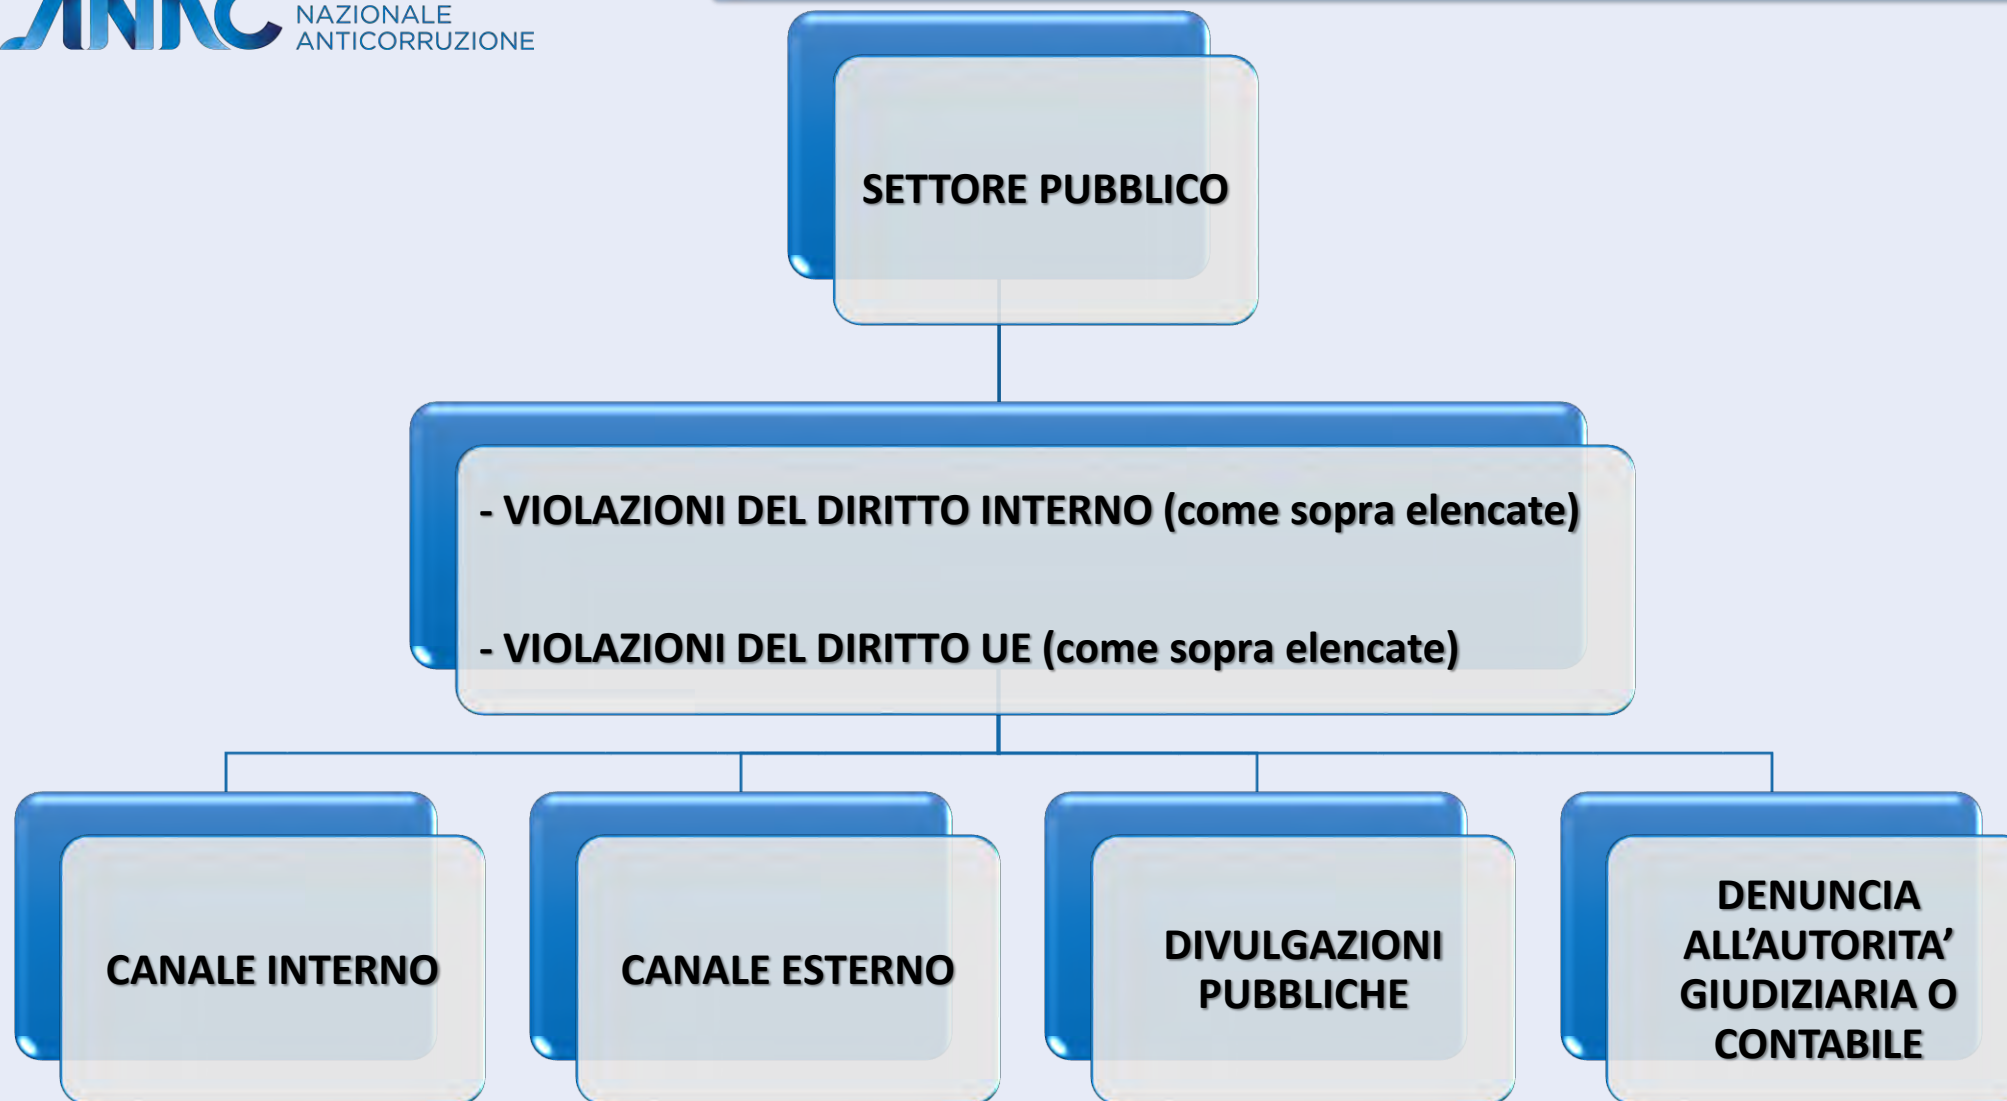 ANAC
NAZIONALE
ANTICORRUZIONE
SETTORE PUBBLICO
- VIOLAZIONI DEL DIRITTO INTERNO (come sopra elencate)
- VIOLAZIONI DEL DIRITTO UE (come sopra elencate)
CANALE INTERNO
CANALE ESTERNO
DIVULGAZIONI
PUBBLICHE
DENUNCIA
ALL’AUTORITA’
GIUDIZIARIA O
CONTABILE